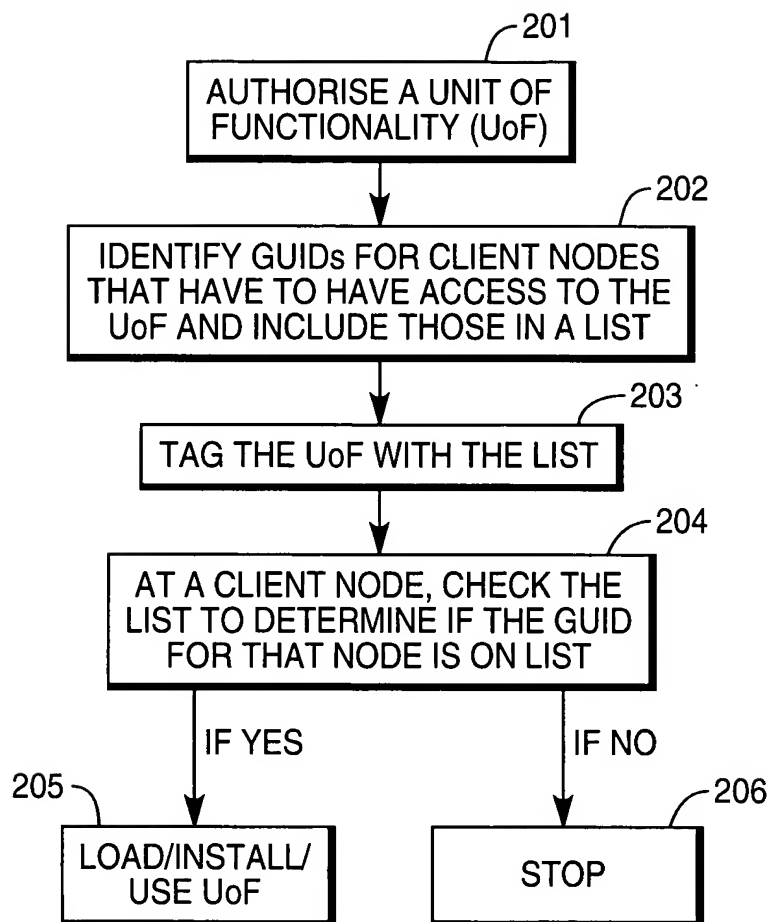 201
AUTHORISE A UNIT OF
FUNCTIONALITY (UoF)
202
IDENTIFY GUIDs FOR CLIENT NODES
THAT HAVE TO HAVE ACCESS TO THE
UoF AND INCLUDE THOSE IN A LIST
203
TAG THE UoF WITH THE LIST
204
AT A CLIENT NODE, CHECK THE
LIST TO DETERMINE IF THE GUID
FOR THAT NODE IS ON LIST
IF YES
IF NO
205
LOAD/INSTALL/
USE UoF
206
STOP